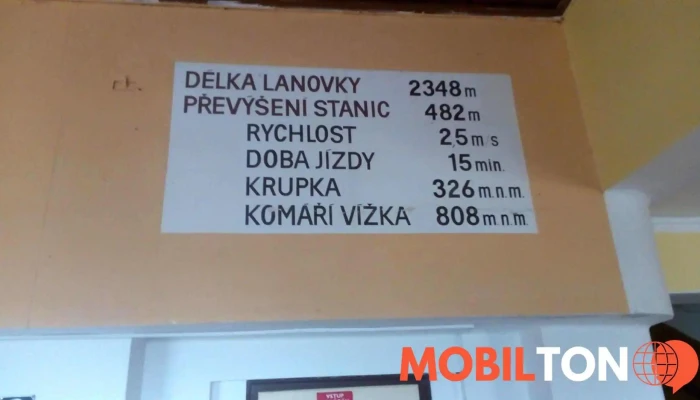 DÉLKA LANOVKY 2348 m
PŘEVÝŠENÍ STANIC 482 m
RYCHLOST 2,5 m s
DOBA JÍZDY 15 min.
KRUPKA 326 m.n.m.
KOMÁŘÍ VÍŽKA 808 m n.m.
VSTUP
MOBILTON